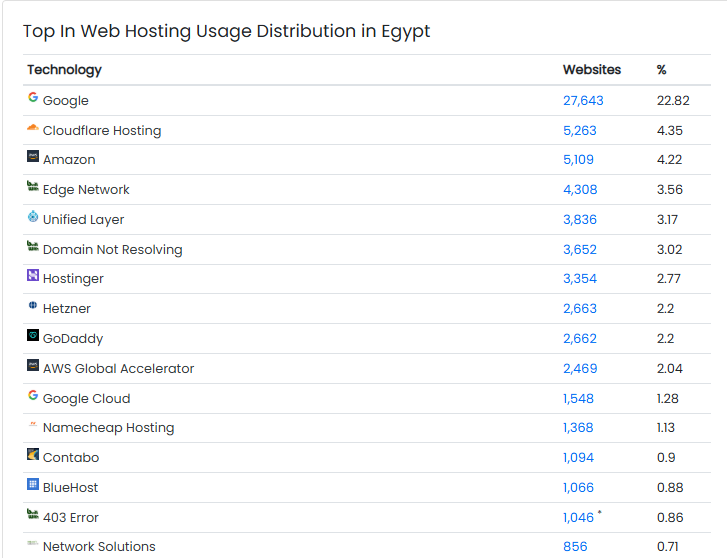 Top In Web Hosting Usage Distribution in Egypt
Technology Websites %
Google 27,643 22.82
Cloudflare Hosting 5,263 4.35
Amazon 5,109 4.22
Edge Network 4,308 3.56
Unified Layer 3,836 3.17
Domain Not Resolving 3,652 3.02
Hostinger 3,354 2.77
Hetzner 2,663 2.2
GoDaddy 2,662 2.2
AWS Global Accelerator 2,469 2.04
Google Cloud 1,548 1.28
Namecheap Hosting 1,368 1.13
Contabo 1,094 0.9
BlueHost 1,066 0.88
403 Error 1,046 * 0.86
Network Solutions 856 0.71